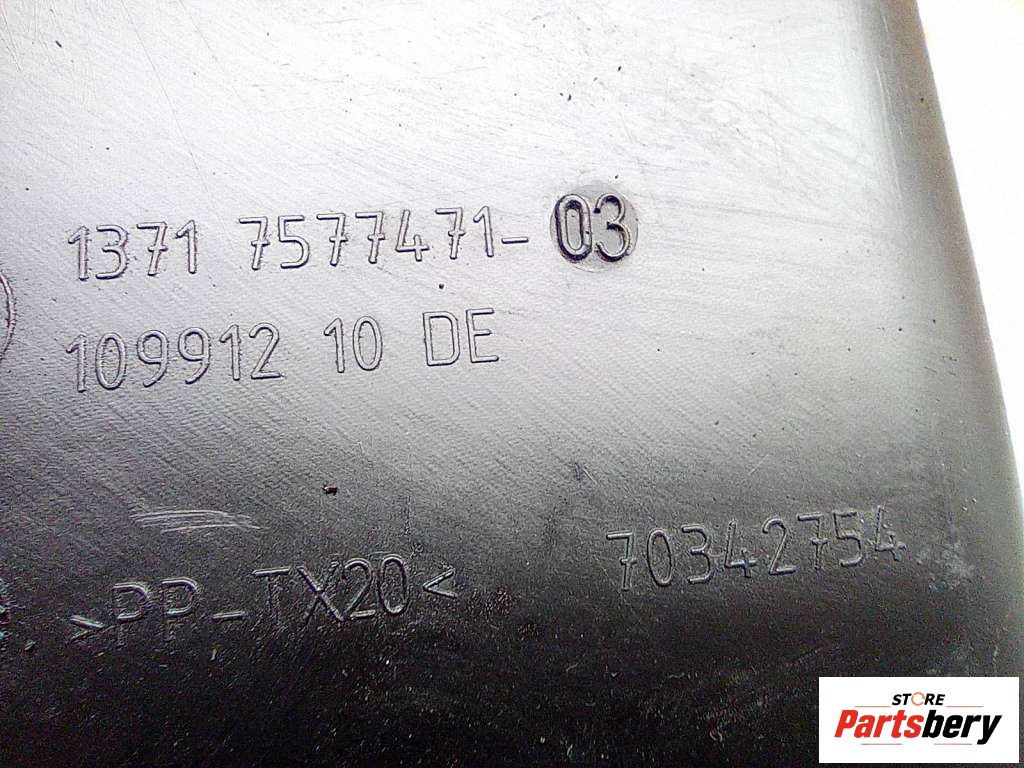 1371 7577471-03
109912 10 DE
70342754
>PP-TX20<
STORE
Partsbery